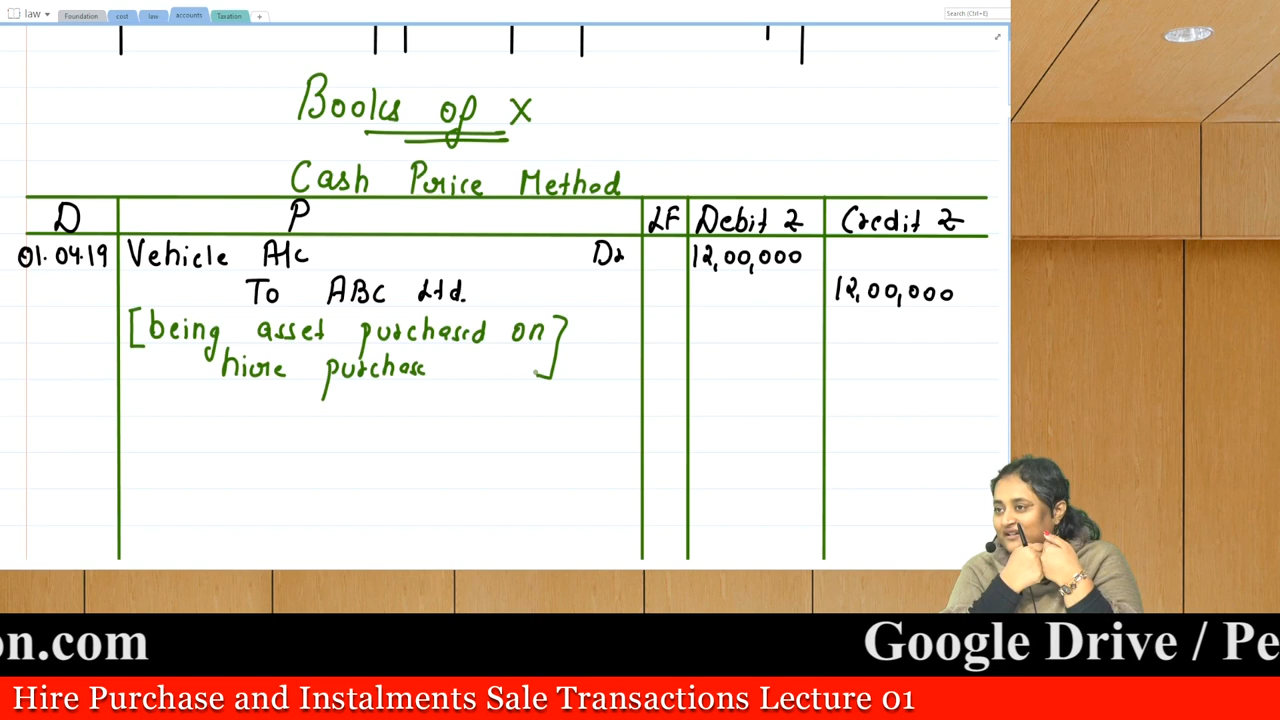 law
Foundation
cost
law
accounts
Taxation
+
Search (Ctrl+E)
Books of X
Cash Price Method
D P LF Debit ₹ Credit ₹
01.04.19 Vehicle A/c Dr 12,00,000
To ABC Ltd. 12,00,000
[being asset purchased on
hire purchase]
on.com
Google Drive / Pe
Hire Purchase and Instalments Sale Transactions Lecture 01